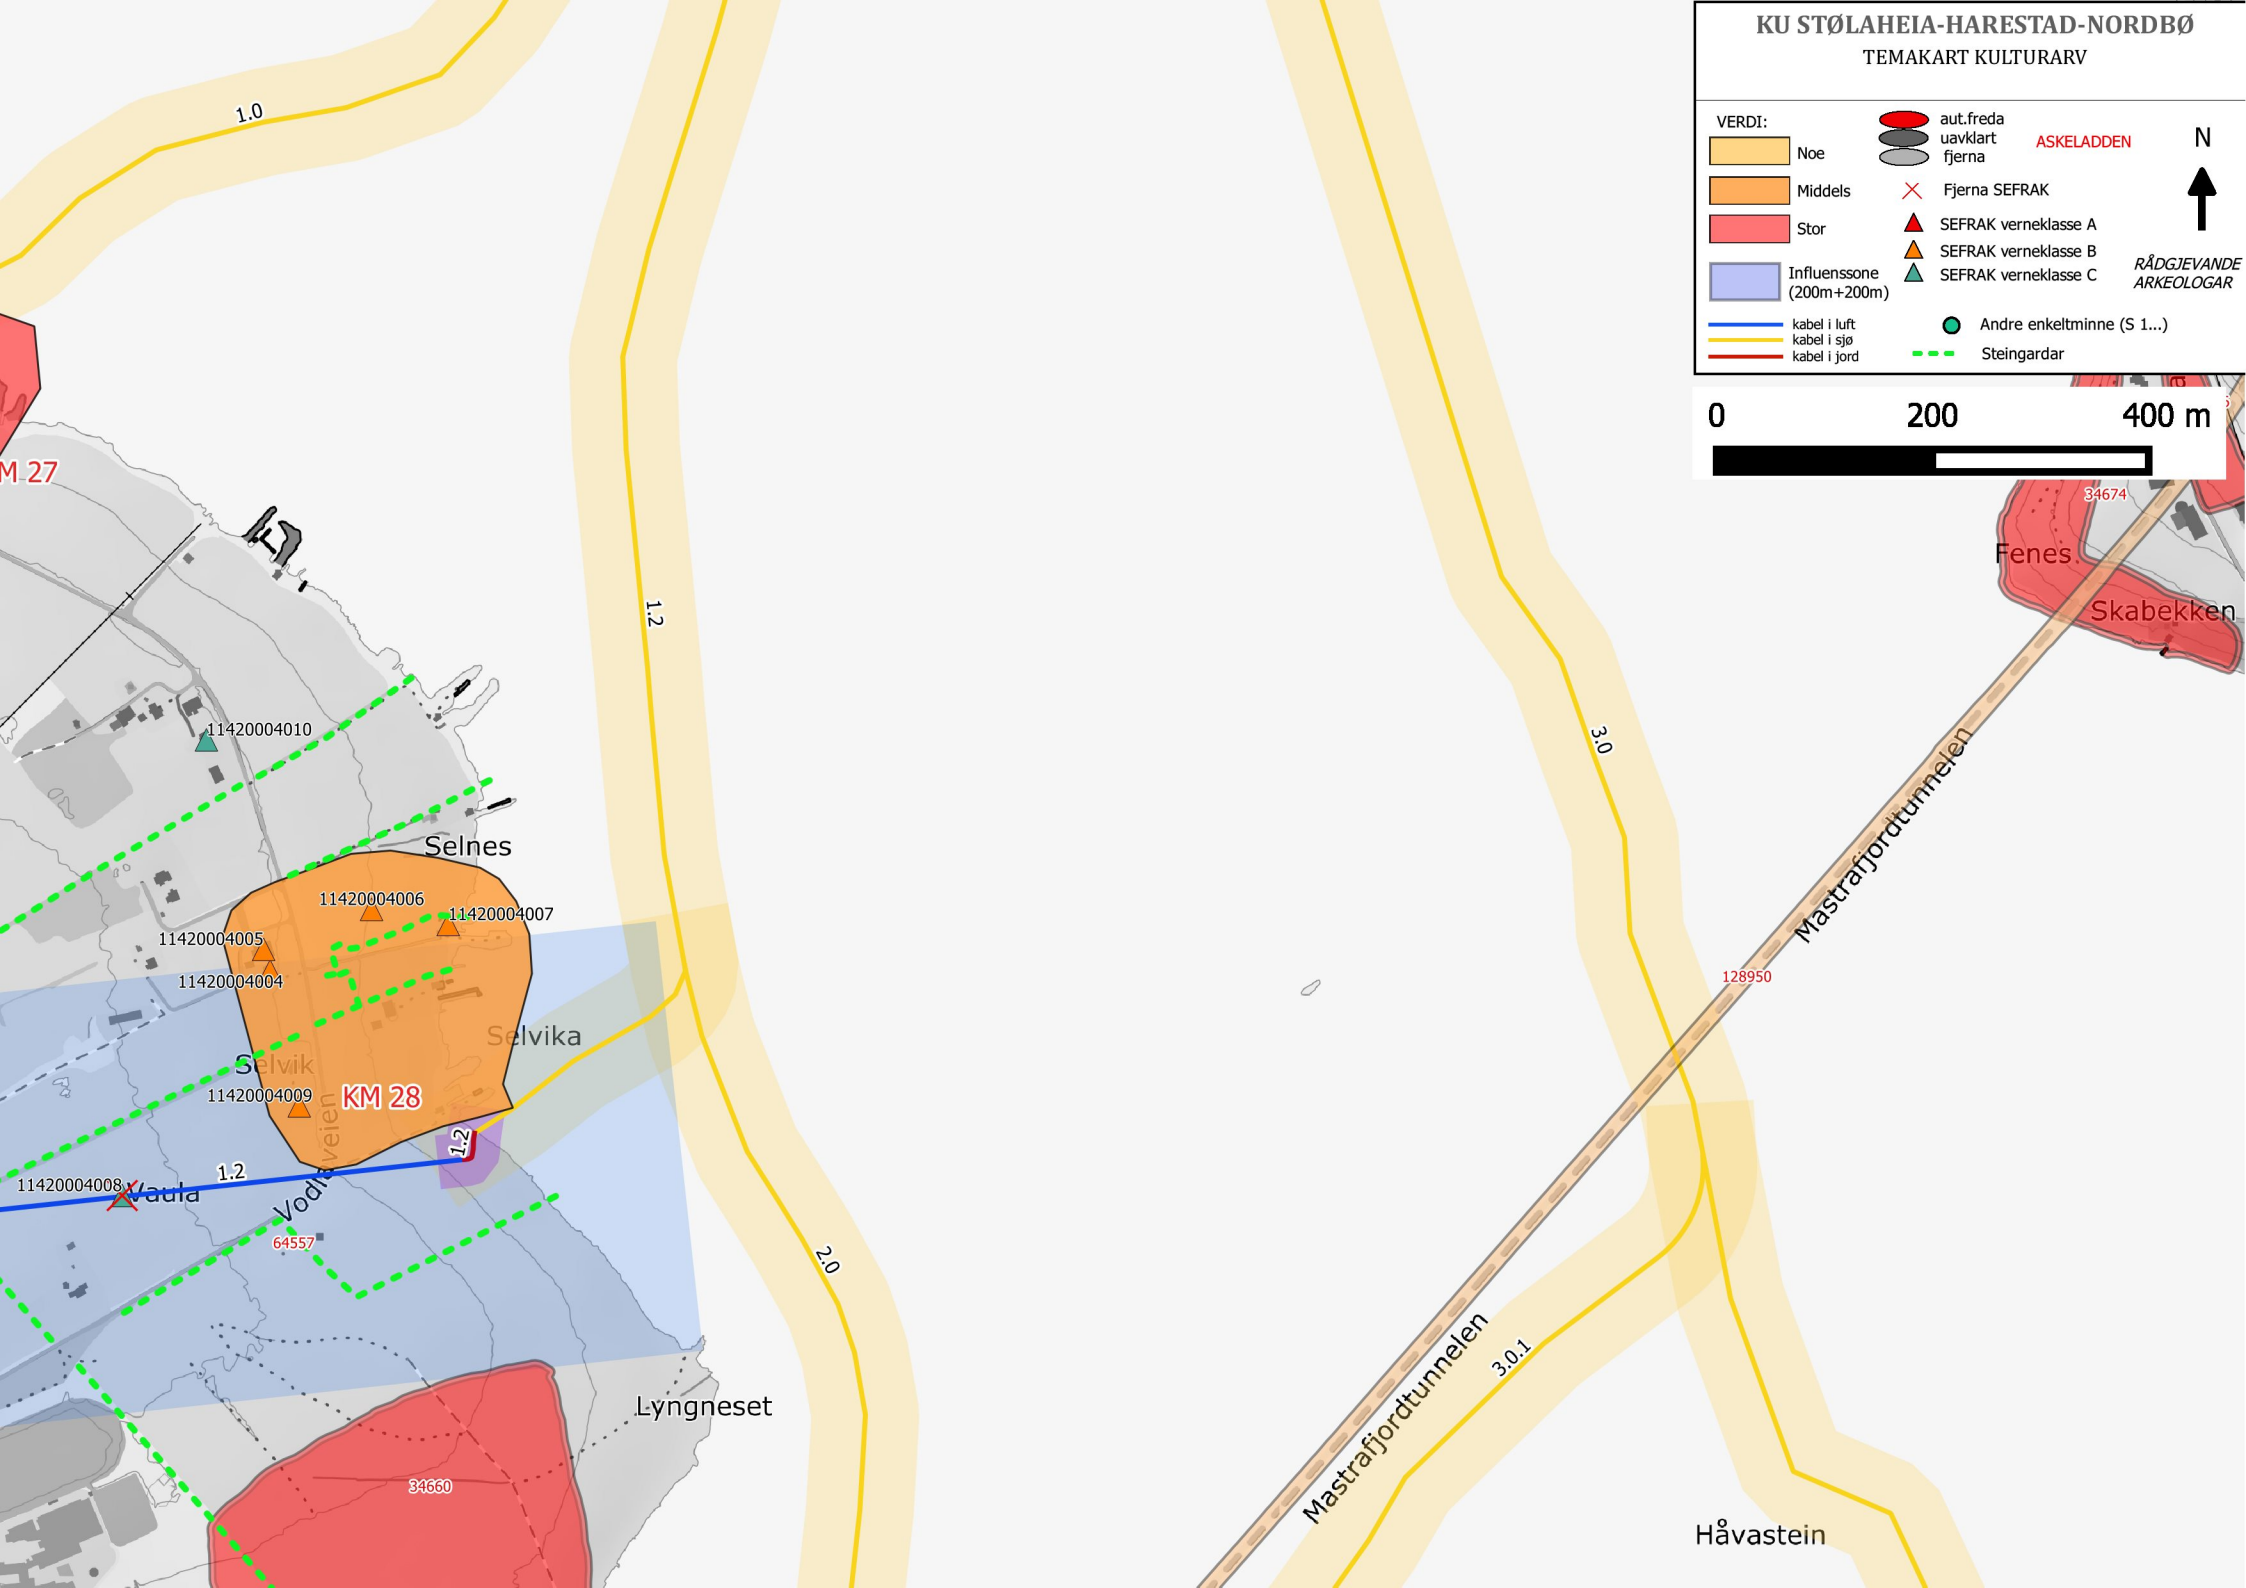 KU STØLAHEIA-HARESTAD-NORDBØ
TEMAKART KULTURARV
VERDI:
Noe
Middels
Stor
Influenssone
(200m+200m)
kabel i luft
kabel i sjø
kabel i jord
aut.freda
uavklart
fjerna
ASKELADDEN
Fjerna SEFRAK
SEFRAK verneklasse A
SEFRAK verneklasse B
SEFRAK verneklasse C
Andre enkeltminne (S 1...)
Steingardar
N
RÅDGJEVANDE
ARKEOLOGAR
0 200 400 m
1.0
M 27
34674
Fenes
Skabekken
1.2
11420004010
3.0
Mastrafjordtunnelen
Selnes
11420004006
11420004007
11420004005
11420004004
128950
Selvika
Selvik
11420004009
KM 28
1.2
1.2
11420004008
Vaula
64557
2.0
3.0.1
Mastrafjordtunnelen
Lyngneset
34660
Håvastein